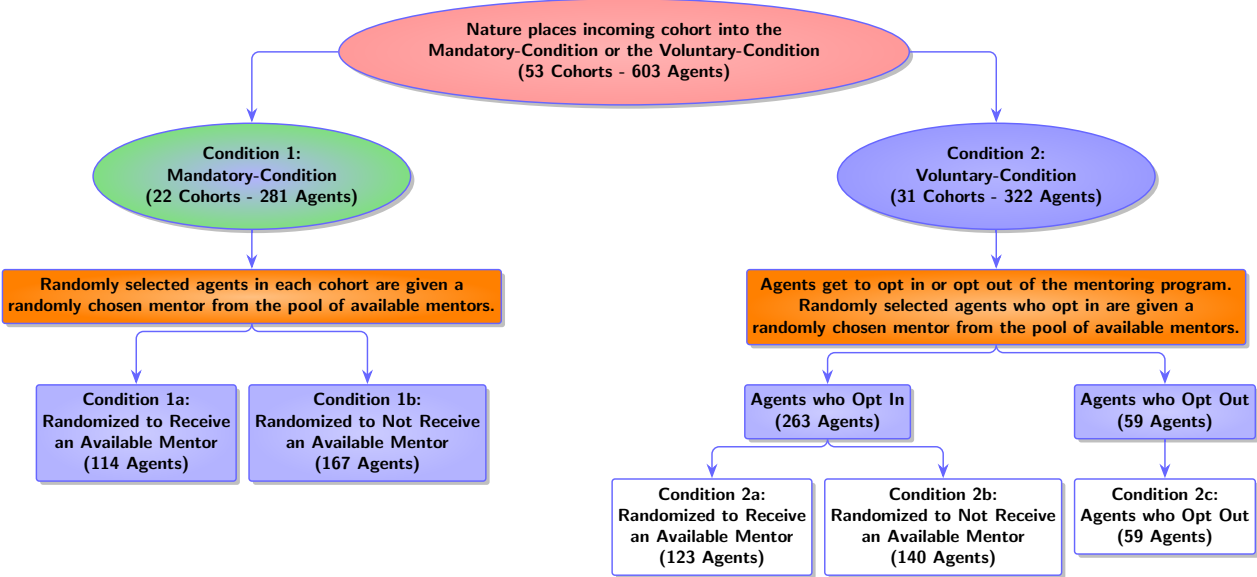 Nature places incoming cohort into the
Mandatory-Condition or the Voluntary-Condition
(53 Cohorts - 603 Agents)
Condition 1:
Mandatory-Condition
(22 Cohorts - 281 Agents)
Condition 2:
Voluntary-Condition
(31 Cohorts - 322 Agents)
Randomly selected agents in each cohort are given a
randomly chosen mentor from the pool of available mentors.
Agents get to opt in or opt out of the mentoring program.
Randomly selected agents who opt in are given a
randomly chosen mentor from the pool of available mentors.
Condition 1a:
Randomized to Receive
an Available Mentor
(114 Agents)
Condition 1b:
Randomized to Not Receive
an Available Mentor
(167 Agents)
Agents who Opt In
(263 Agents)
Agents who Opt Out
(59 Agents)
Condition 2a:
Randomized to Receive
an Available Mentor
(123 Agents)
Condition 2b:
Randomized to Not Receive
an Available Mentor
(140 Agents)
Condition 2c:
Agents who Opt Out
(59 Agents)